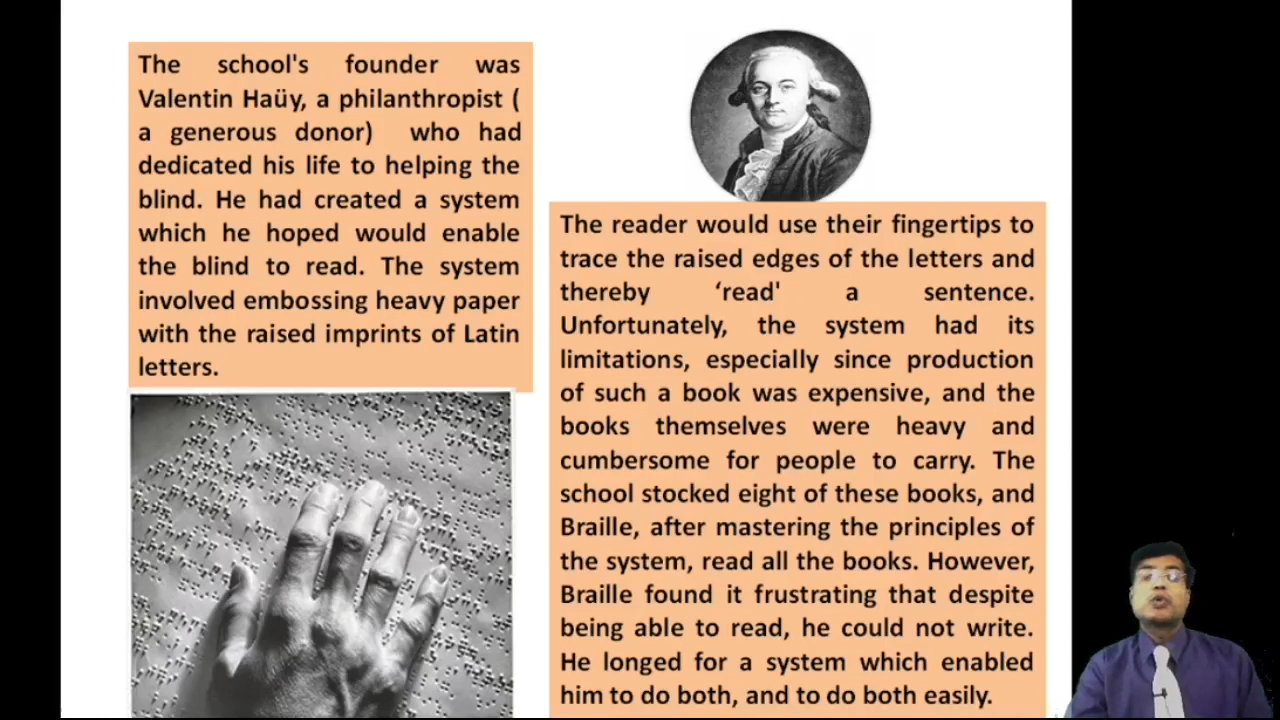 The school's founder was
Valentin Haüy, a philanthropist (
a generous donor) who had
dedicated his life to helping the
blind. He had created a system
which he hoped would enable
the blind to read. The system
involved embossing heavy paper
with the raised imprints of Latin
letters.
The reader would use their fingertips to
trace the raised edges of the letters and
thereby ‘read' a sentence.
Unfortunately, the system had its
limitations, especially since production
of such a book was expensive, and the
books themselves were heavy and
cumbersome for people to carry. The
school stocked eight of these books, and
Braille, after mastering the principles of
the system, read all the books. However,
Braille found it frustrating that despite
being able to read, he could not write.
He longed for a system which enabled
him to do both, and to do both easily.